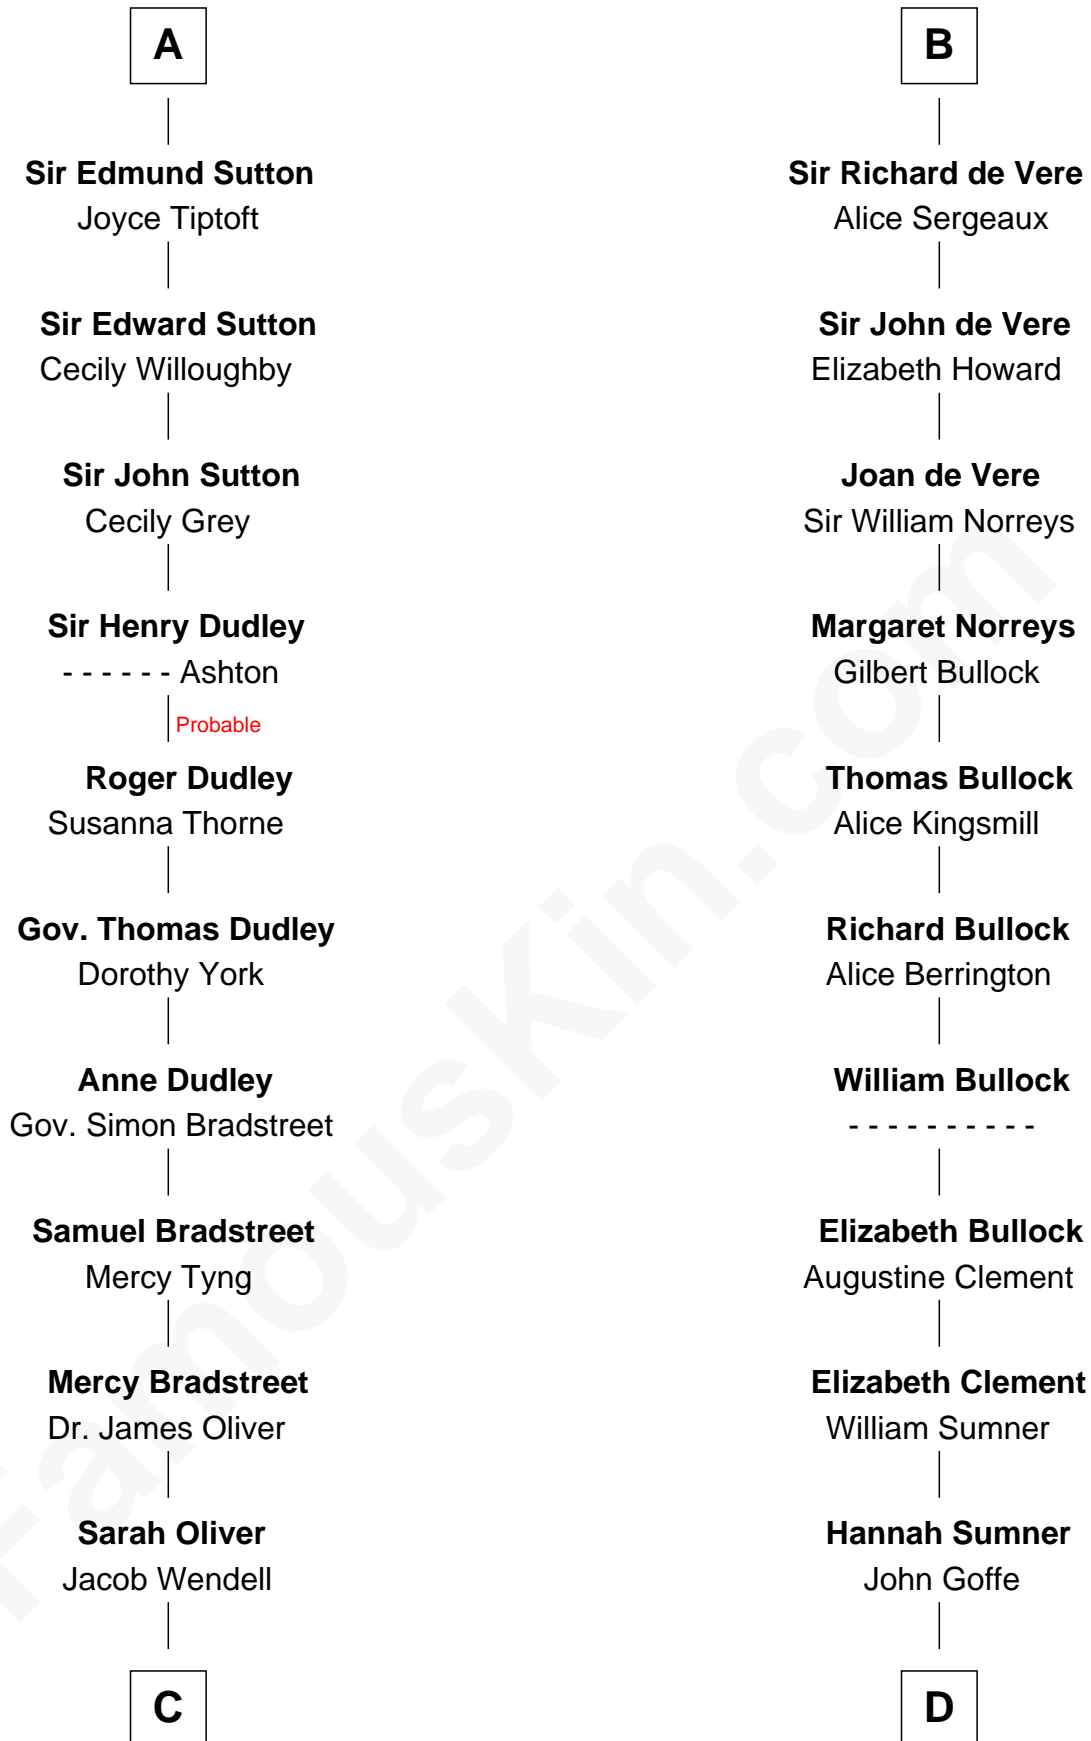 A
Sir Edmund Sutton
Joyce Tiptoft
Sir Edward Sutton
Cecily Willoughby
Sir John Sutton
Cecily Grey
Sir Henry Dudley
- - - - - - Ashton
Probable
Roger Dudley
Susanna Thorne
Gov. Thomas Dudley
Dorothy York
Anne Dudley
Gov. Simon Bradstreet
Samuel Bradstreet
Mercy Tyng
Mercy Bradstreet
Dr. James Oliver
Sarah Oliver
Jacob Wendell
C
B
Sir Richard de Vere
Alice Sergeaux
Sir John de Vere
Elizabeth Howard
Joan de Vere
Sir William Norreys
Margaret Norreys
Gilbert Bullock
Thomas Bullock
Alice Kingsmill
Richard Bullock
Alice Berrington
William Bullock
- - - - - - - - - -
Elizabeth Bullock
Augustine Clement
Elizabeth Clement
William Sumner
Hannah Sumner
John Goffe
D
FamousKin.com